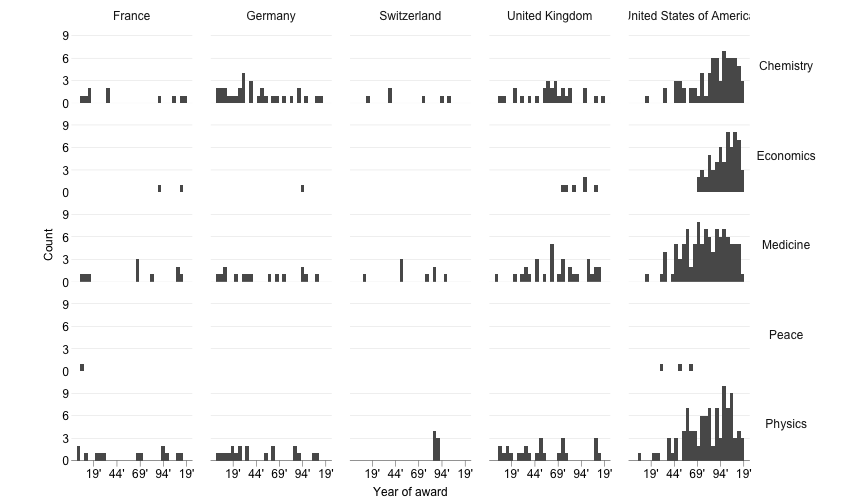 France Germany Switzerland United Kingdom United States of America
9
6
3
0
Chemistry
9
6
3
0
Economics
9
6
3
0
Medicine
Count
9
6
3
0
Peace
9
6
3
0
Physics
19' 44' 69' 94' 19' 19' 44' 69' 94' 19' 19' 44' 69' 94' 19' 19' 44' 69' 94' 19' 19' 44' 69' 94' 19'
Year of award